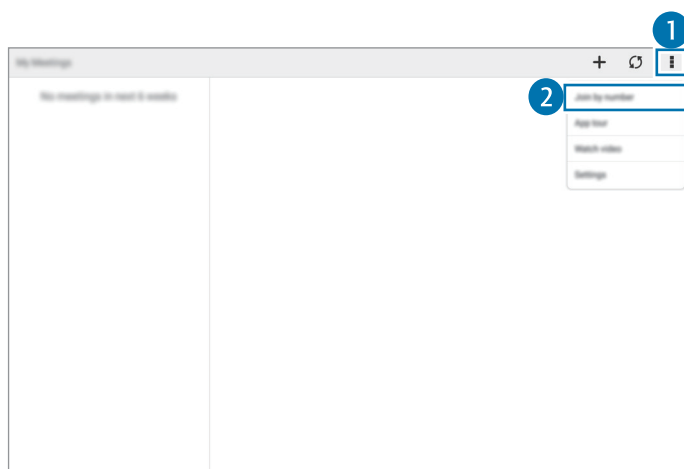 1
My Meetings
No meetings in next 6 weeks
2
Join by number
App tour
Watch video
Settings